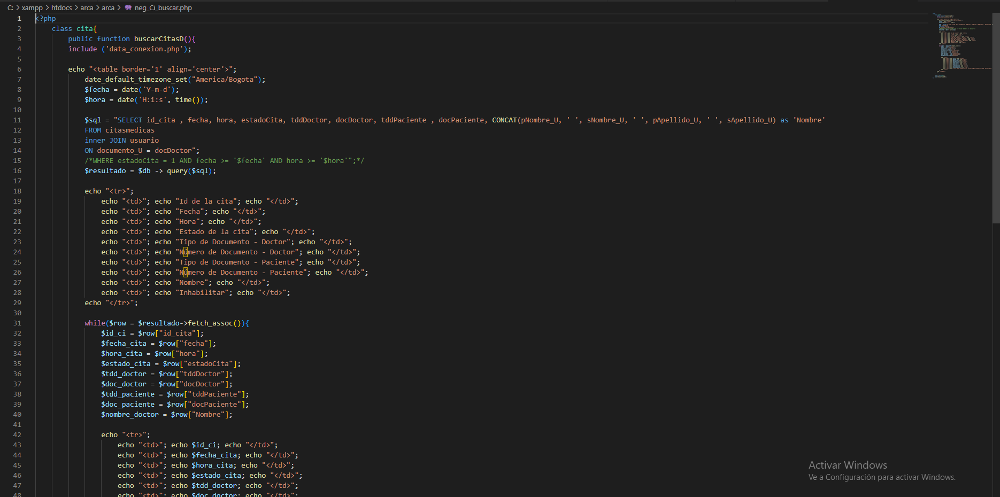 C: > xampp > htdocs > arca > arca > neg_Ci_buscar.php
1 <?php
2 class cita{
3 public function buscarCitasD(){
4 include ('data_conexion.php');
5
6 echo "<table border='1' align='center'>";
7 date_default_timezone_set("America/Bogota");
8 $fecha = date('Y-m-d');
9 $hora = date('H:i:s', time());
10
11 $sql = "SELECT id_cita , fecha, hora, estadoCita, tddDoctor, docDoctor, tddPaciente , docPaciente, CONCAT(pNombre_U, ' ', sNombre_U, ' ', pApellido_U, ' ', sApellido_U) as 'Nombre'
12 FROM citasmedicas
13 inner JOIN usuario
14 ON documento_U = docDoctor";
15 /*WHERE estadoCita = 1 AND fecha >= '$fecha' AND hora >= '$hora'";*/
16 $resultado = $db -> query($sql);
17
18 echo "<tr>";
19 echo "<td>"; echo "Id de la cita"; echo "</td>";
20 echo "<td>"; echo "Fecha"; echo "</td>";
21 echo "<td>"; echo "Hora"; echo "</td>";
22 echo "<td>"; echo "Estado de la cita"; echo "</td>";
23 echo "<td>"; echo "Tipo de Documento - Doctor"; echo "</td>";
24 echo "<td>"; echo "Número de Documento - Doctor"; echo "</td>";
25 echo "<td>"; echo "Tipo de Documento - Paciente"; echo "</td>";
26 echo "<td>"; echo "Número de Documento - Paciente"; echo "</td>";
27 echo "<td>"; echo "Nombre"; echo "</td>";
28 echo "<td>"; echo "Inhabilitar"; echo "</td>";
29 echo "</tr>";
30
31 while($row = $resultado->fetch_assoc()){
32 $id_ci = $row["id_cita"];
33 $fecha_cita = $row["fecha"];
34 $hora_cita = $row["hora"];
35 $estado_cita = $row["estadoCita"];
36 $tdd_doctor = $row["tddDoctor"];
37 $doc_doctor = $row["docDoctor"];
38 $tdd_paciente = $row["tddPaciente"];
39 $doc_paciente = $row["docPaciente"];
40 $nombre_doctor = $row["Nombre"];
41
42 echo "<tr>";
43 echo "<td>"; echo $id_ci; echo "</td>";
44 echo "<td>"; echo $fecha_cita; echo "</td>";
45 echo "<td>"; echo $hora_cita; echo "</td>";
46 echo "<td>"; echo $estado_cita; echo "</td>";
47 echo "<td>"; echo $tdd_doctor; echo "</td>";
48 echo "<td>"; echo $doc_doctor; echo "</td>";
Activar Windows
Ve a Configuración para activar Windows.